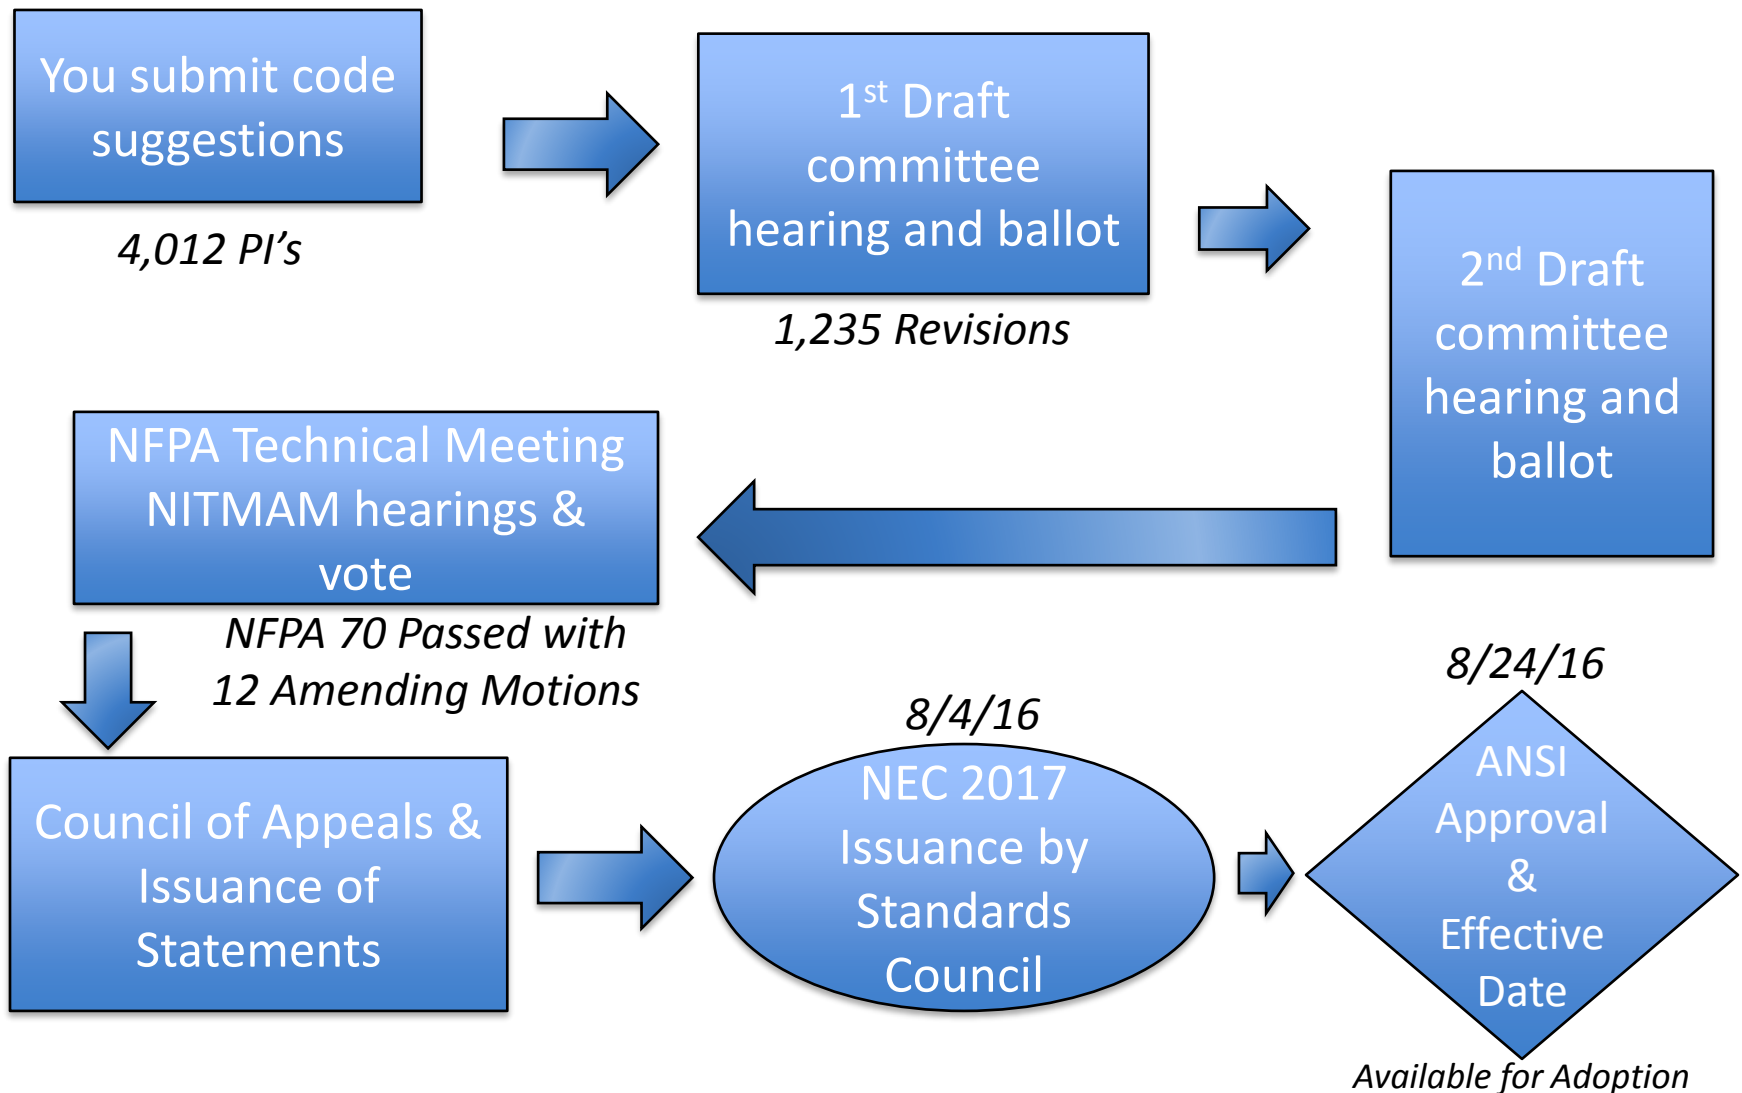 You submit code
suggestions
4,012 PI's
1st Draft
committee
hearing and ballot
1,235 Revisions
2nd Draft
committee
hearing and
ballot
NFPA Technical Meeting
NITMAM hearings &
vote
NFPA 70 Passed with
12 Amending Motions
Council of Appeals &
Issuance of
Statements
8/4/16
NEC 2017
Issuance by
Standards
Council
8/24/16
ANSI
Approval
&
Effective
Date
Available for Adoption